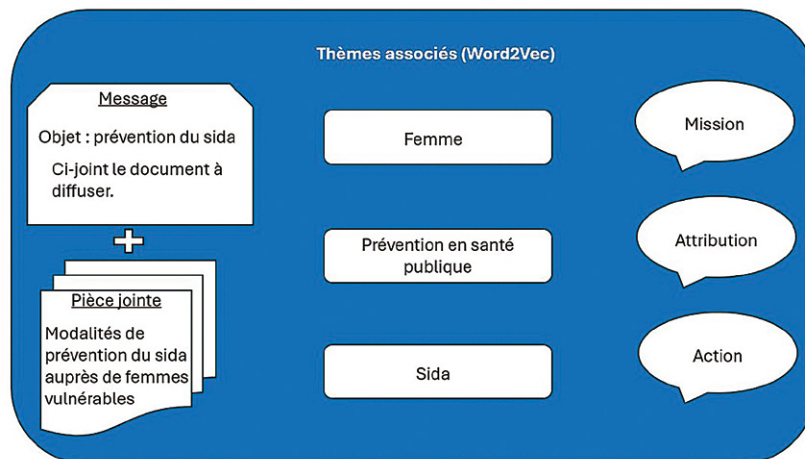 Thèmes associés (Word2Vec)
Message
Objet : prévention du sida
Ci-joint le document à
diffuser.
Pièce jointe
Modalités de
prévention du sida
auprès de femmes
vulnérables
Femme
Prévention en santé
publique
Sida
Mission
Attribution
Action